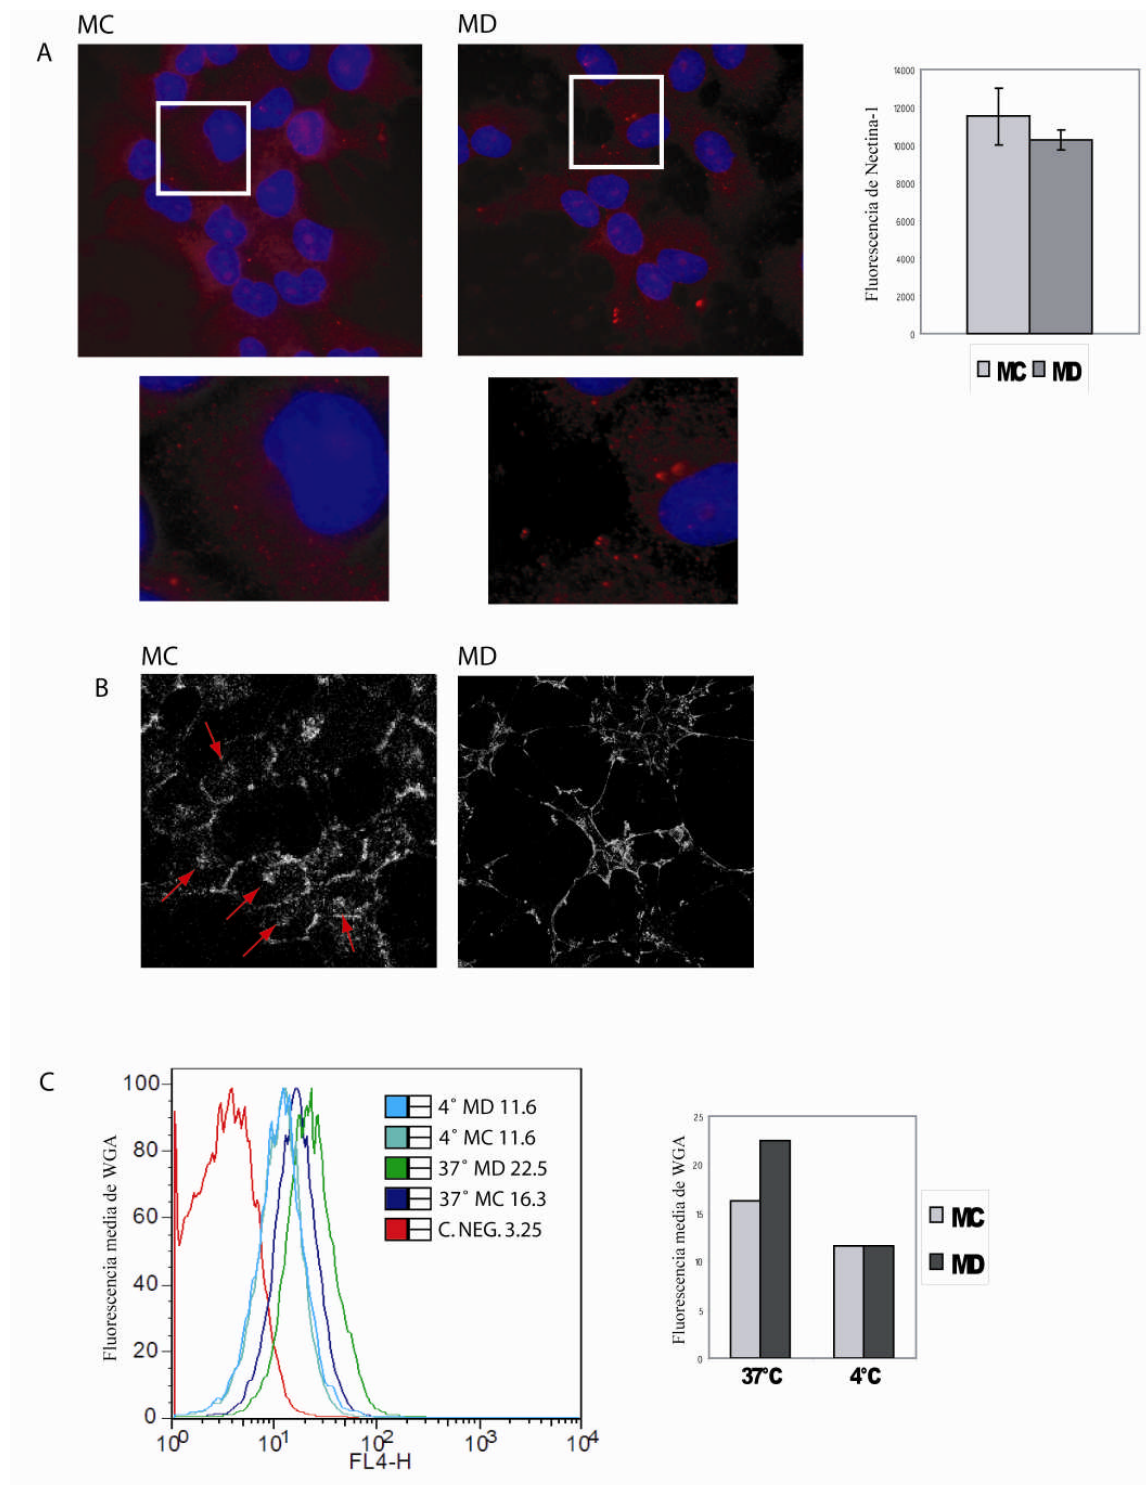 MC
MD
A
14000
12000
10000
8000
6000
4000
2000
0
Fluorescencia de Nectina-1
MC MD
MC
MD
B
C
Fluorescencia media de WGA
100
80
60
40
20
0
4° MD 11.6
4° MC 11.6
37° MD 22.5
37° MC 16.3
C. NEG. 3.25
10⁰ 10¹ 10² 10³ 10⁴
FL4-H
Fluorescencia media de WGA
25
20
15
10
5
0
37°C 4°C
MC
MD